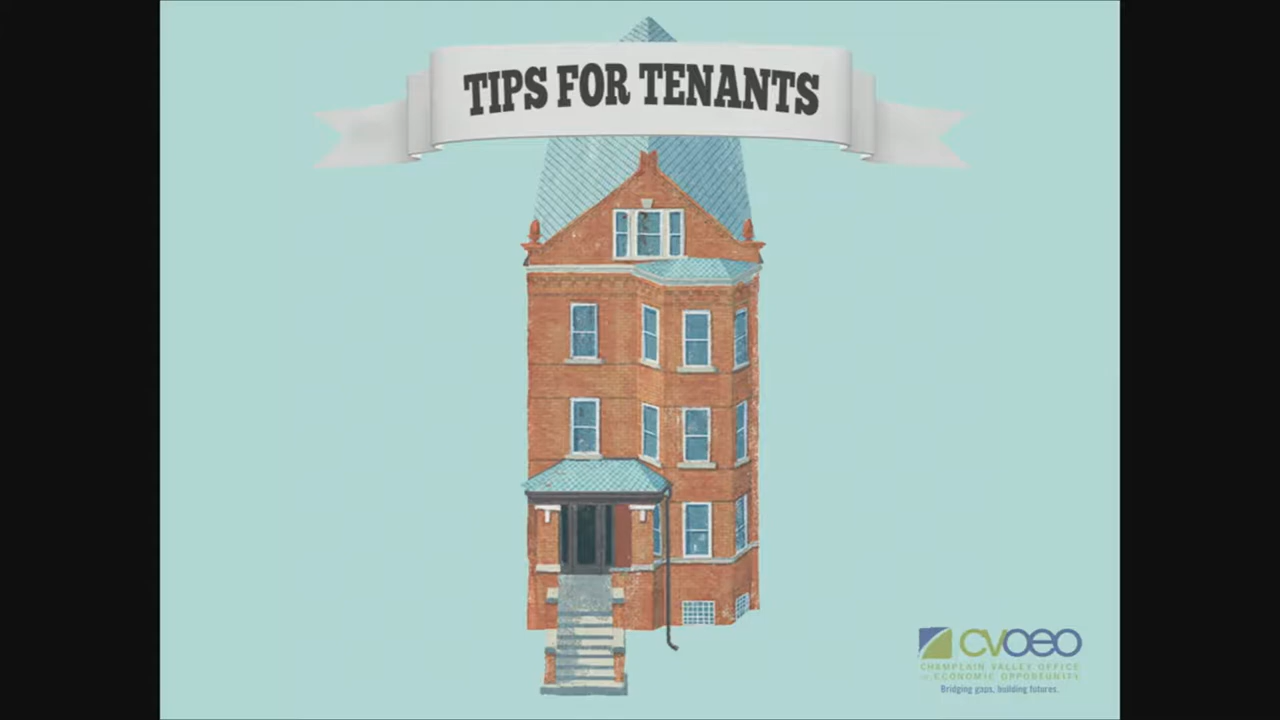 TIPS FOR TENANTS
CVOEO
CHAMPLAIN VALLEY OFFICE
of ECONOMIC OPPORTUNITY
Bridging gaps, building futures.